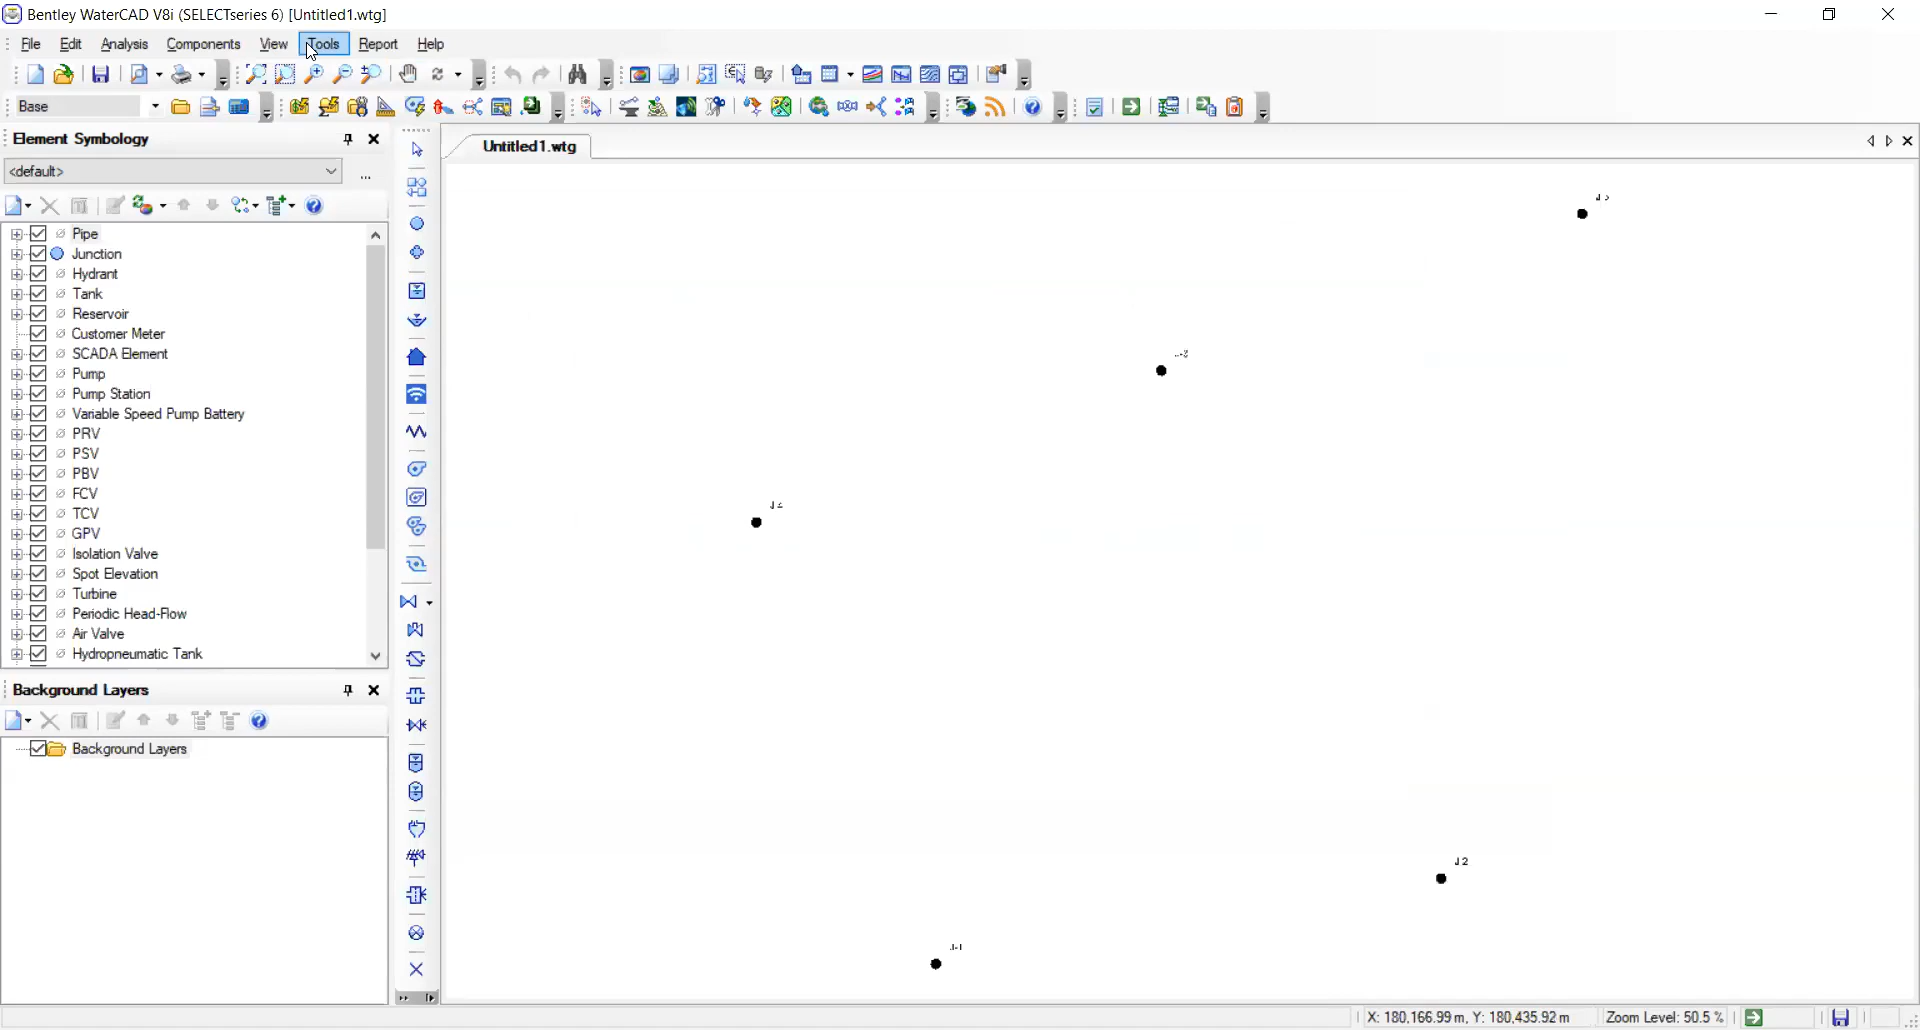 Bentley WaterCAD V8i (SELECTseries 6) [Untitled1.wtg]
File Edit Analysis Components View Tools Report Help
Base
Element Symbology
<default>
...
Untitled1.wtg
Pipe
Junction
Hydrant
Tank
Reservoir
Customer Meter
SCADA Element
Pump
Pump Station
Variable Speed Pump Battery
PRV
PSV
PBV
FCV
TCV
GPV
Isolation Valve
Spot Elevation
Turbine
Periodic Head-Flow
Air Valve
Hydropneumatic Tank
Background Layers
Background Layers
J-2
J-1
X: 180,166.99 m, Y: 180,435.92 m
Zoom Level: 50.5 %